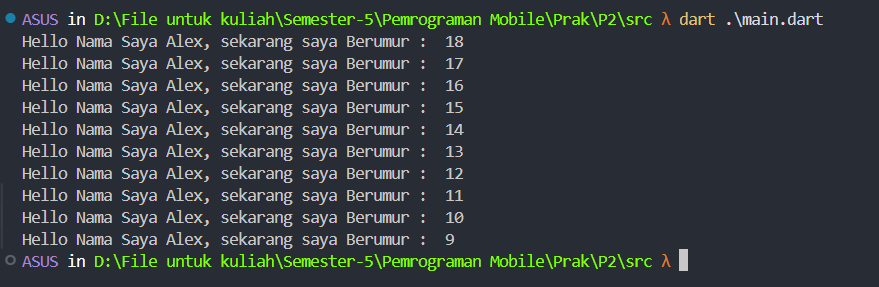 ASUS in D:\File untuk kuliah\Semester-5\Pemrograman Mobile\Prak\P2\src λ dart .\main.dart
Hello Nama Saya Alex, sekarang saya Berumur :  18
Hello Nama Saya Alex, sekarang saya Berumur :  17
Hello Nama Saya Alex, sekarang saya Berumur :  16
Hello Nama Saya Alex, sekarang saya Berumur :  15
Hello Nama Saya Alex, sekarang saya Berumur :  14
Hello Nama Saya Alex, sekarang saya Berumur :  13
Hello Nama Saya Alex, sekarang saya Berumur :  12
Hello Nama Saya Alex, sekarang saya Berumur :  11
Hello Nama Saya Alex, sekarang saya Berumur :  10
Hello Nama Saya Alex, sekarang saya Berumur :  9
ASUS in D:\File untuk kuliah\Semester-5\Pemrograman Mobile\Prak\P2\src λ